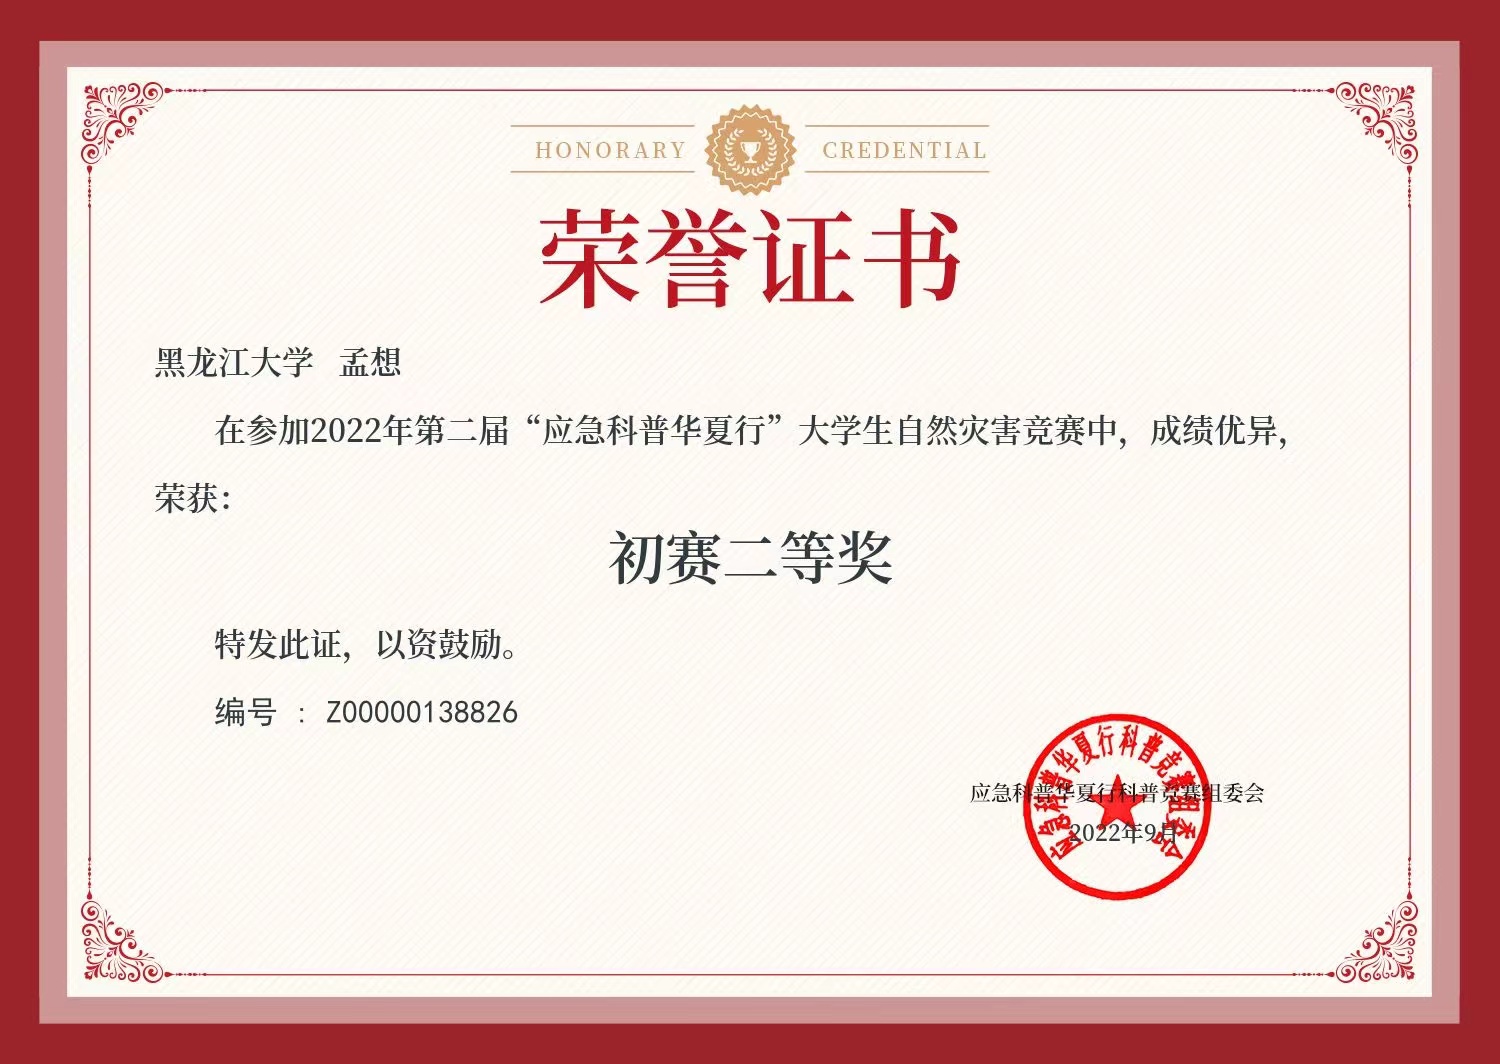 HONORARY CREDENTIAL
荣誉证书
黑龙江大学 孟想
在参加2022年第二届“应急科普华夏行”大学生自然灾害竞赛中，成绩优异，
荣获：
初赛二等奖
特发此证，以资鼓励。
编号 : Z00000138826
应急科普华夏行科普竞赛组委会
应急科普华夏行科普竞赛组委会
2022年9月